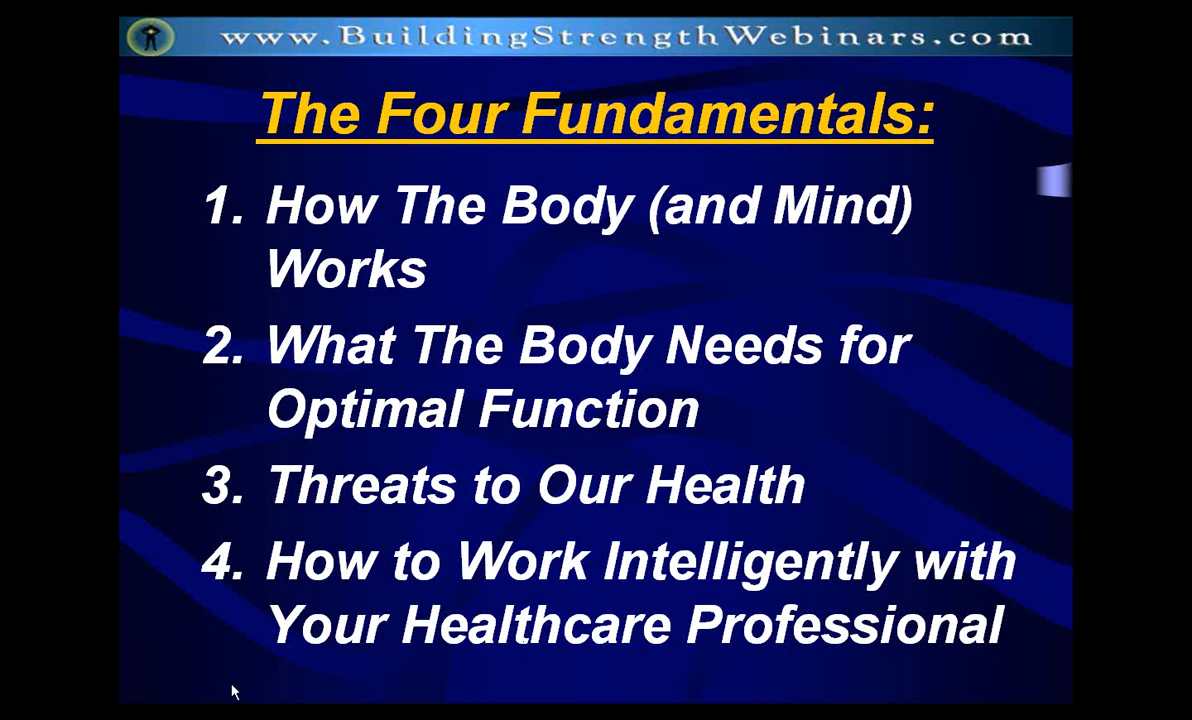 www.BuildingStrengthWebinars.com
The Four Fundamentals:
1. How The Body (and Mind)
Works
2. What The Body Needs for
Optimal Function
3. Threats to Our Health
4. How to Work Intelligently with
Your Healthcare Professional